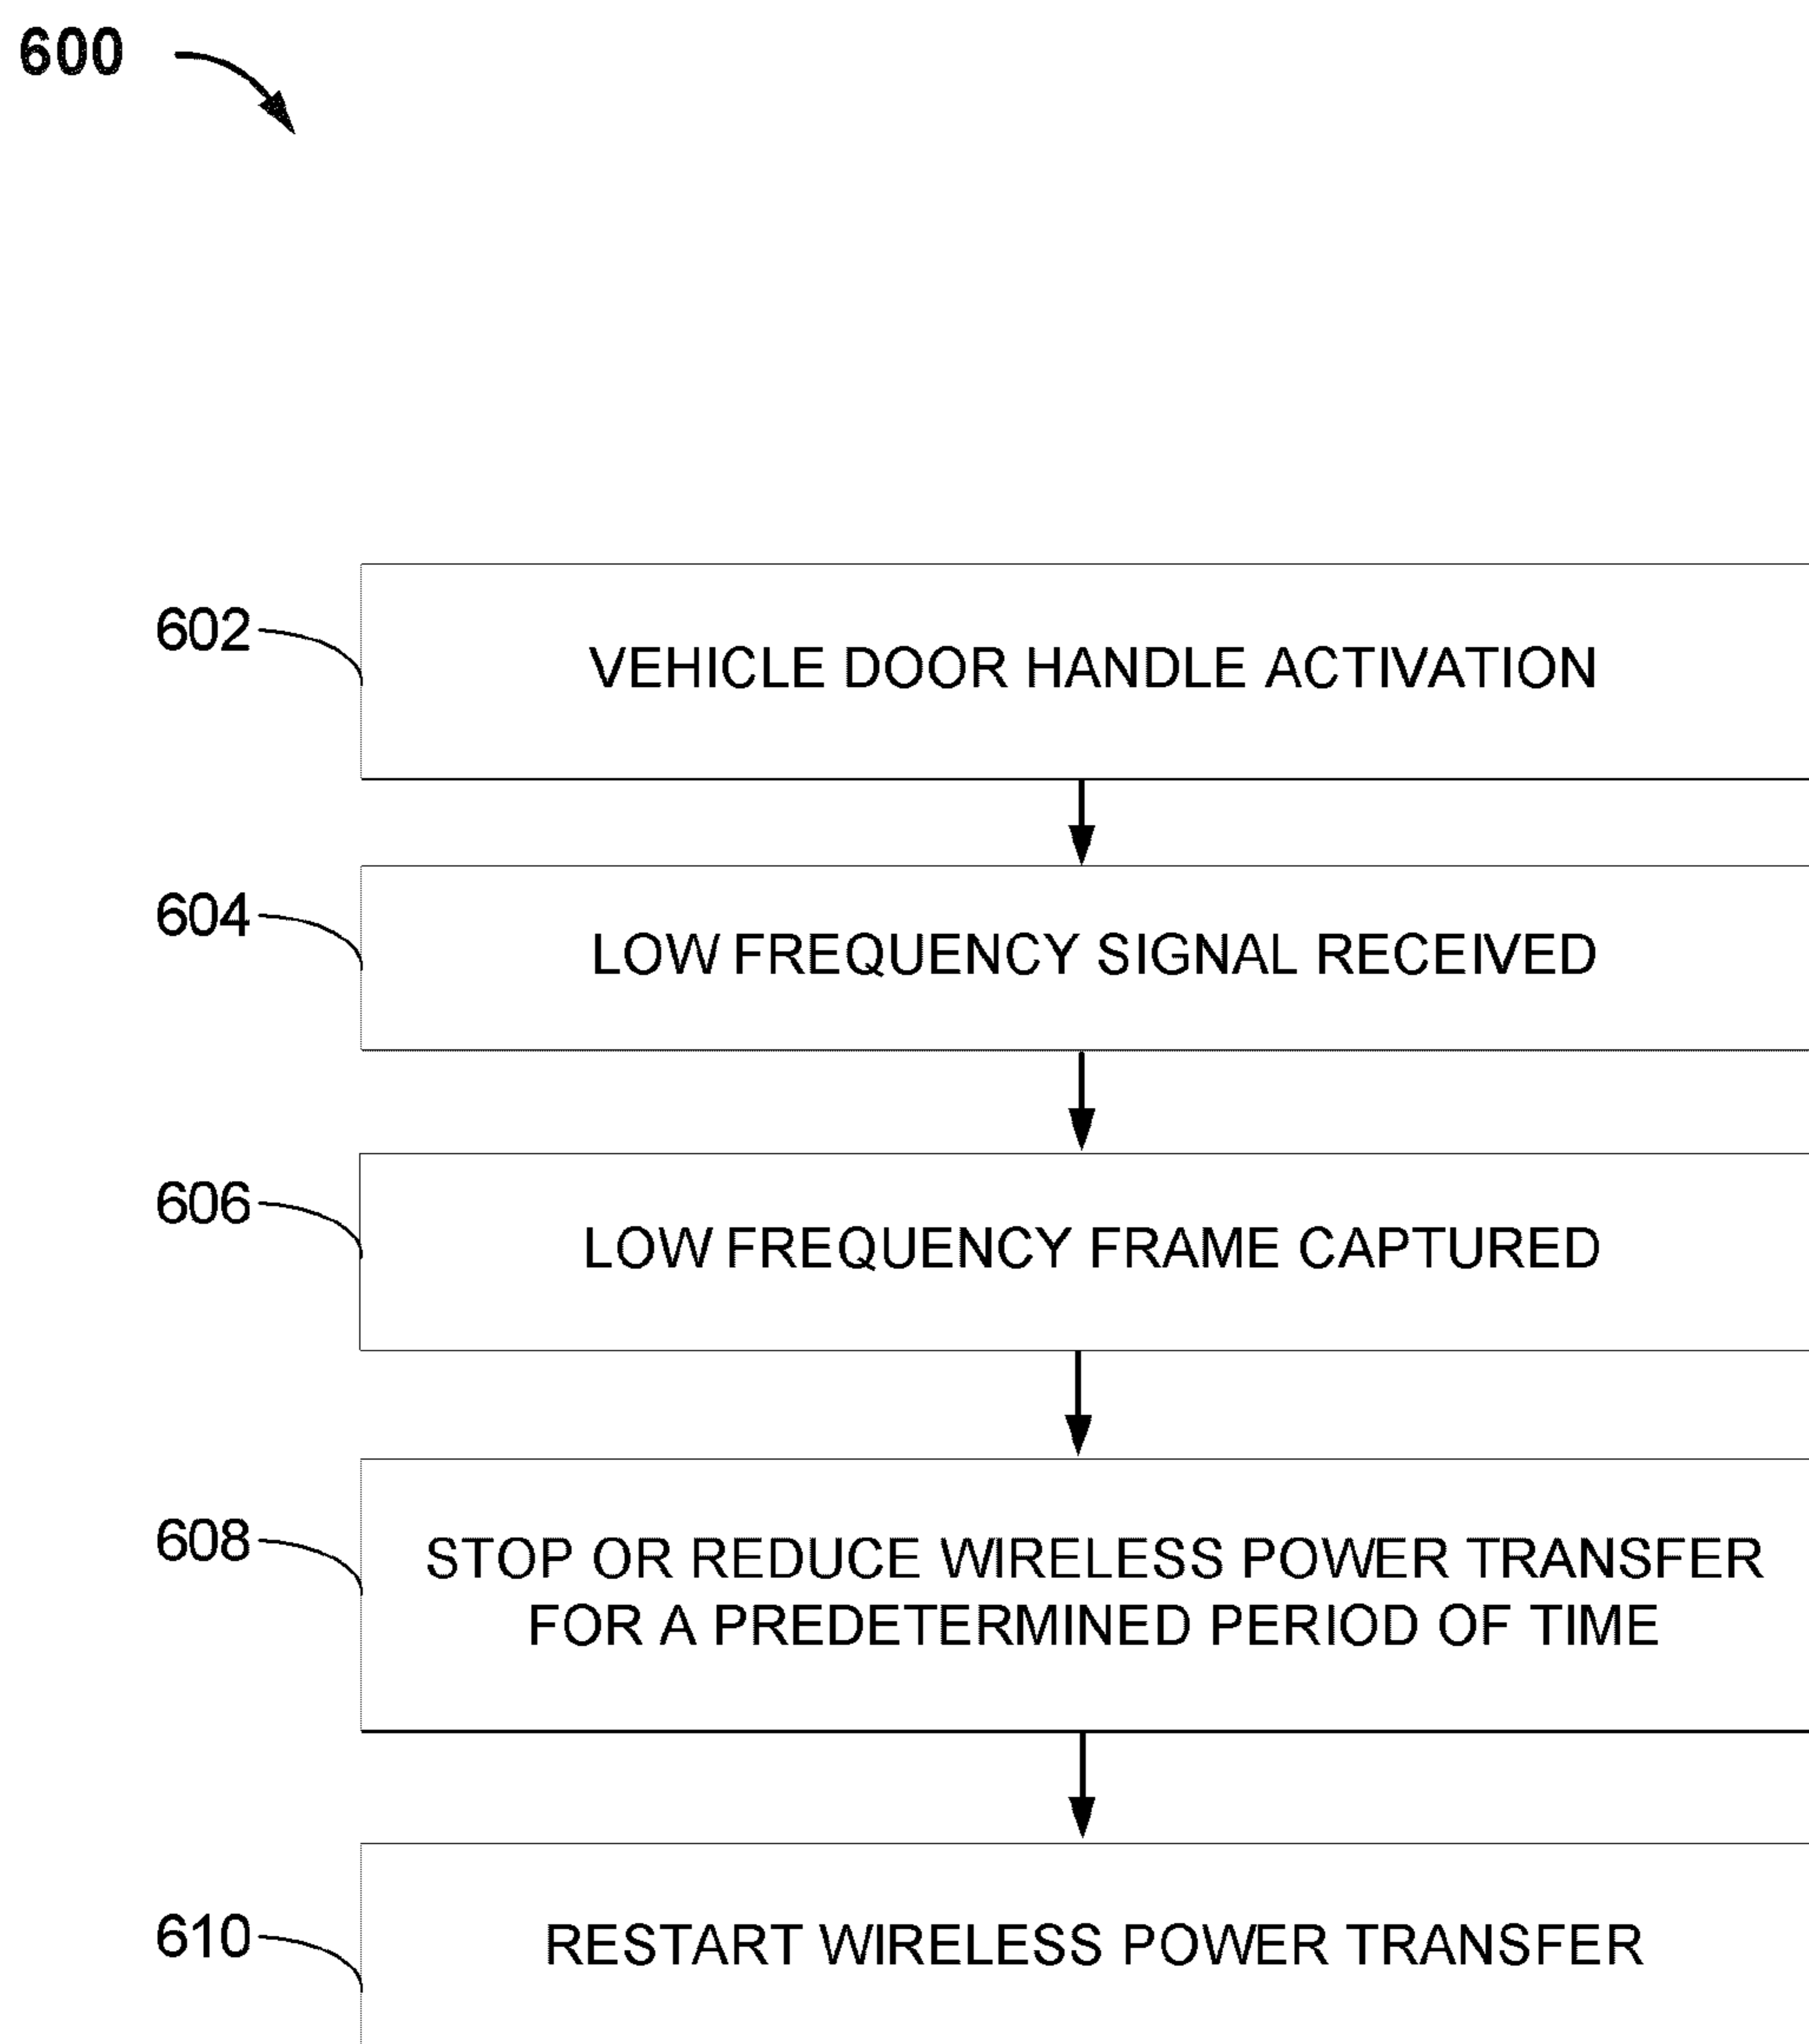 600
602
VEHICLE DOOR HANDLE ACTIVATION
604
LOW FREQUENCY SIGNAL RECEIVED
606
LOW FREQUENCY FRAME CAPTURED
608
STOP OR REDUCE WIRELESS POWER TRANSFER
FOR A PREDETERMINED PERIOD OF TIME
610
RESTART WIRELESS POWER TRANSFER